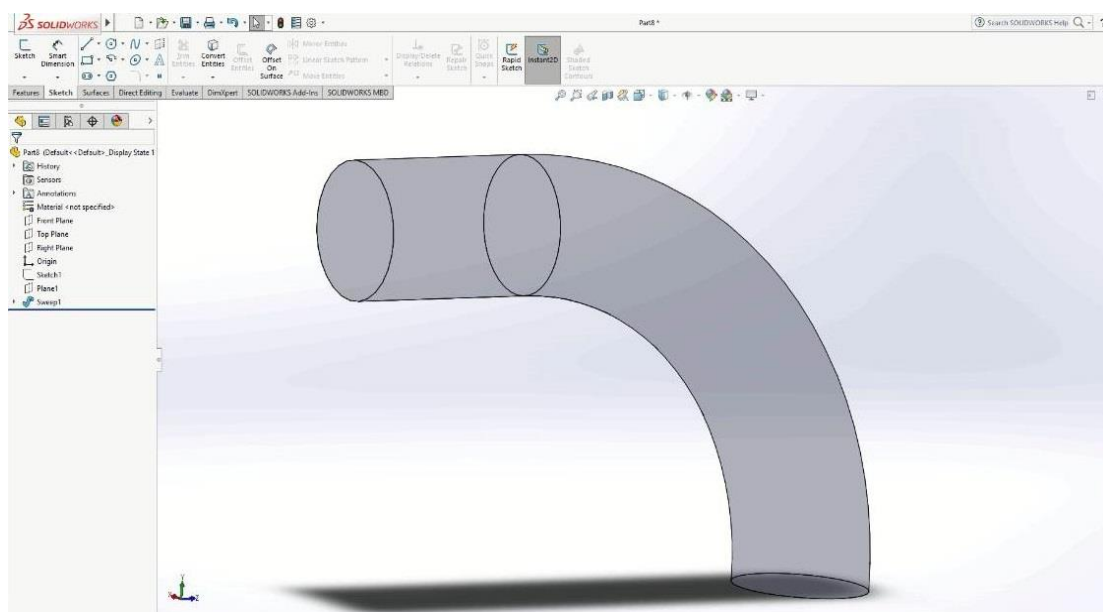 SOLIDWORKS
Part8 *
Search SOLIDWORKS Help
Sketch
Smart Dimension
Join Entities
Convert Entities
Offset Entities
Offset On Surface
Mirror Entities
Linear Sketch Pattern
Move Entities
Display/Delete Relations
Repair Sketch
Quick Snaps
Rapid Sketch
Instant2D
Shaded Sketch Contours
Features Sketch Surfaces Direct Editing Evaluate DimXpert SOLIDWORKS Add-Ins SOLIDWORKS MBD
Part8 (Default<<Default>_Display State 1
History
Sensors
Annotations
Material <not specified>
Front Plane
Top Plane
Right Plane
Origin
Sketch1
Plane1
Sweep1
Y
X
Z